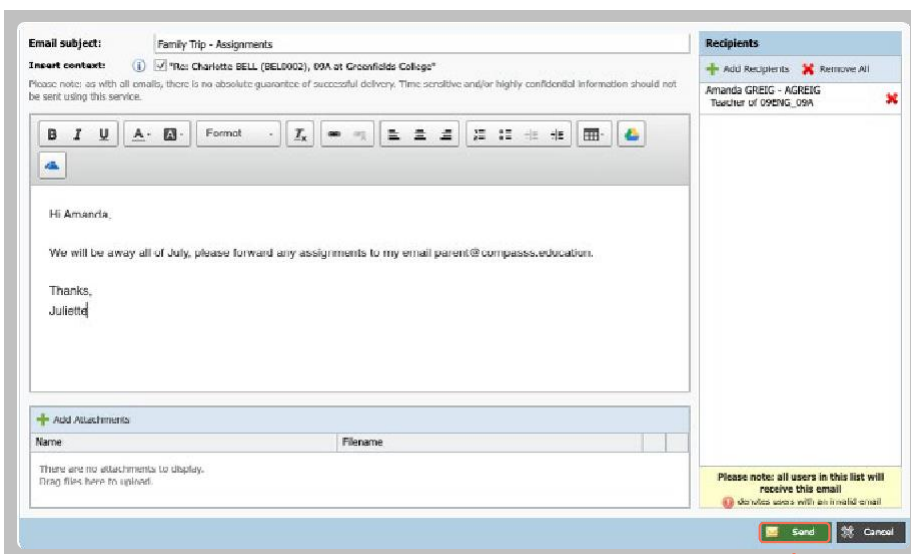 Email subject:
Family Trip - Assignments
Insert context:
"Re: Charlotte BELL (BEL0002), 09A at Greenfields College"
Please note: as with all emails, there is no absolute guarantee of successful delivery. Time sensitive and/or highly confidential information should not
be sent using this service.
B I U A A Format Tx
Hi Amanda,
We will be away all of July, please forward any assignments to my email parent@compasss.education.
Thanks,
Juliette
Add Attachments
Name Filename
There are no attachments to display.
Drag files here to upload.
Recipients
Add Recipients Remove All
Amanda GREIG - AGREIG
Teacher of 09ENG_09A
Please note: all users in this list will
receive this email
denotes users with an invalid email
Send Cancel